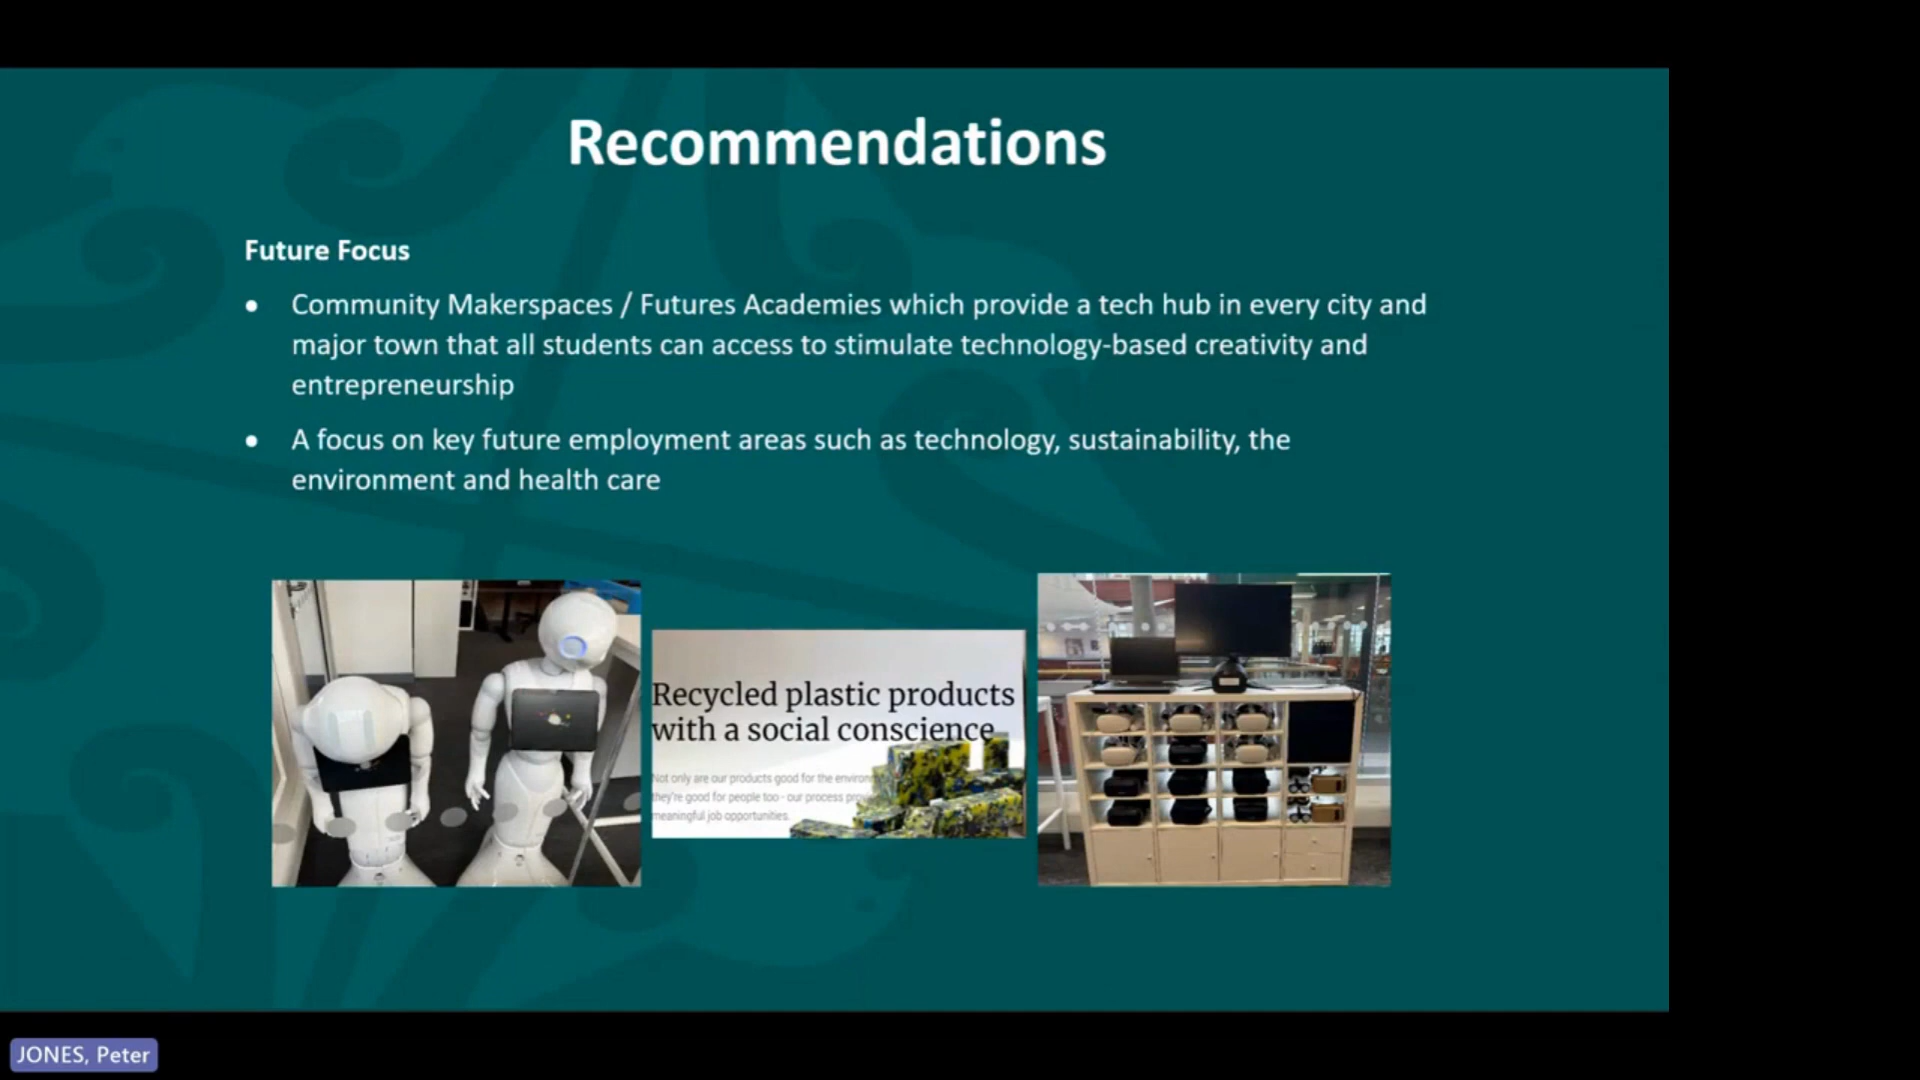 Recommendations
Future Focus
• Community Makerspaces / Futures Academies which provide a tech hub in every city and
major town that all students can access to stimulate technology-based creativity and
entrepreneurship
• A focus on key future employment areas such as technology, sustainability, the
environment and health care
Recycled plastic products
with a social conscience
Not only are our products good for the
they're good for people too - our process
meaningful job opportunities.
JONES, Peter